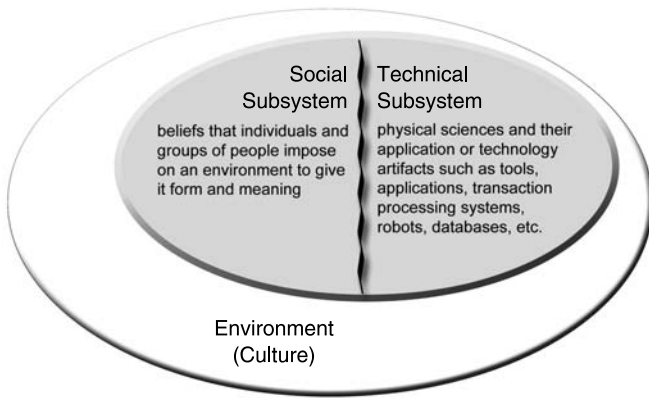 Social
Subsystem
beliefs that individuals and
groups of people impose
on an environment to give
it form and meaning
Technical
Subsystem
physical sciences and their
application or technology
artifacts such as tools,
applications, transaction
processing systems,
robots, databases, etc.
Environment
(Culture)